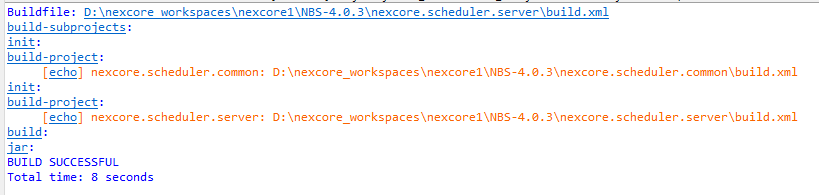 Buildfile: D:\nexcore_workspaces\nexcore1\NBS-4.0.3\nexcore.scheduler.server\build.xml
build-subprojects:
init:
build-project:
[echo] nexcore.scheduler.common: D:\nexcore_workspaces\nexcore1\NBS-4.0.3\nexcore.scheduler.common\build.xml
init:
build-project:
[echo] nexcore.scheduler.server: D:\nexcore_workspaces\nexcore1\NBS-4.0.3\nexcore.scheduler.server\build.xml
build:
jar:
BUILD SUCCESSFUL
Total time: 8 seconds